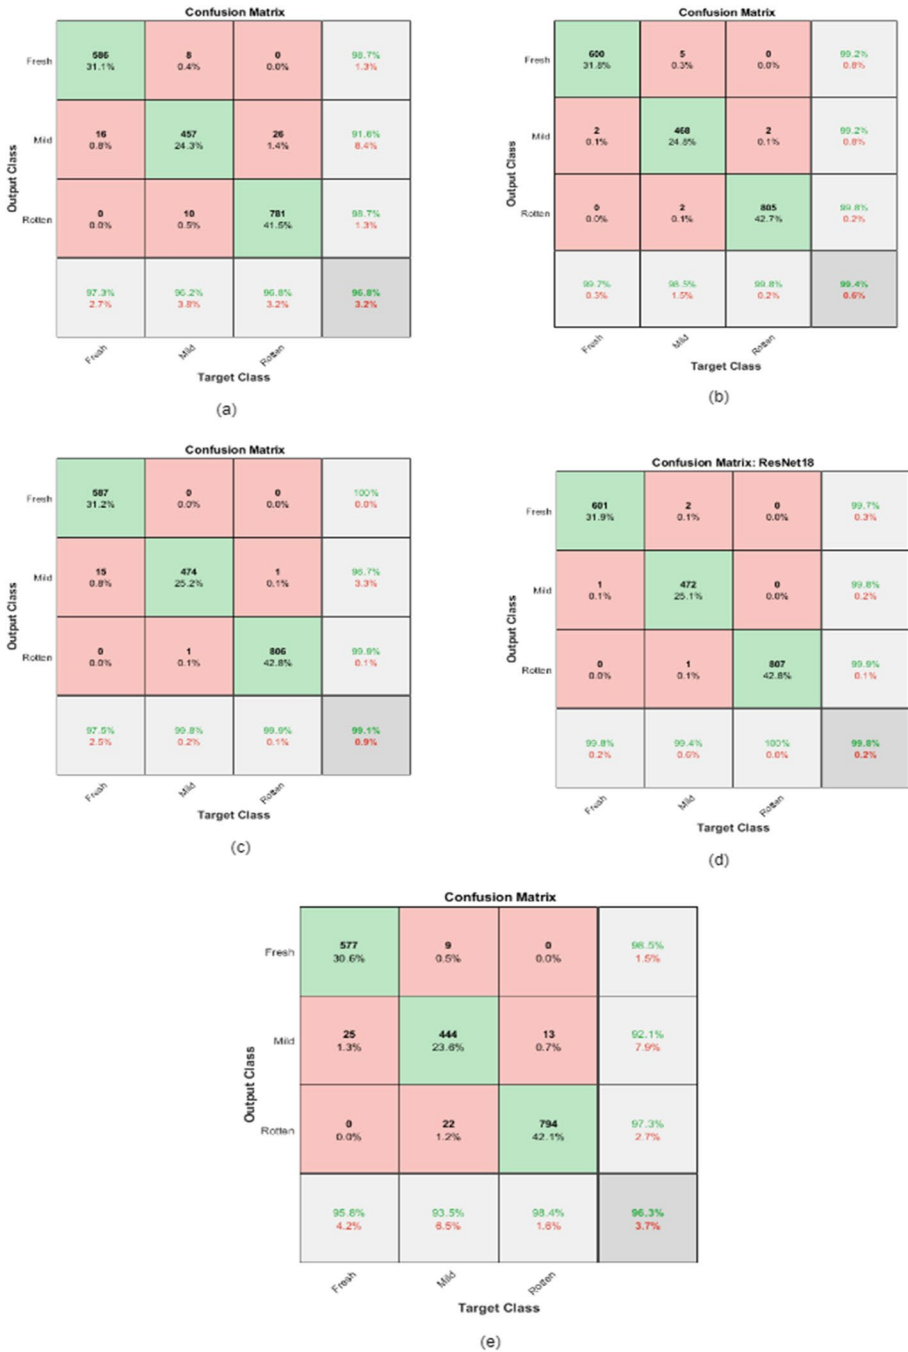 (a)
Confusion Matrix
Output Class
Fresh
586 8 0 98.7%
31.1% 0.4% 0.0% 1.3%
Mild
16 457 26 91.6%
0.8% 24.3% 1.4% 8.4%
Rotten
0 10 781 98.7%
0.0% 0.5% 41.5% 1.3%
97.3% 96.2% 96.8% 96.8%
2.7% 3.8% 3.2% 3.2%
Fresh Mild Rotten
Target Class
(a)
(b)
Confusion Matrix
Output Class
Fresh
600 5 0 99.2%
31.8% 0.3% 0.0% 0.8%
Mild
2 468 2 99.2%
0.1% 24.8% 0.1% 0.8%
Rotten
0 2 805 99.8%
0.0% 0.1% 42.7% 0.2%
99.7% 98.5% 99.8% 99.4%
0.3% 1.5% 0.2% 0.6%
Fresh Mild Rotten
Target Class
(b)
Confusion Matrix
Output Class
Fresh
587 0 0 100%
31.2% 0.0% 0.0% 0.0%
Mild
15 474 1 96.7%
0.8% 25.2% 0.1% 3.3%
Rotten
0 1 806 99.9%
0.0% 0.1% 42.8% 0.1%
97.5% 99.8% 99.9% 99.1%
2.5% 0.2% 0.1% 0.9%
Fresh Mild Rotten
Target Class
(c)
Confusion Matrix: ResNet18
Output Class
Fresh
601 2 0 99.7%
31.9% 0.1% 0.0% 0.3%
Mild
1 472 0 99.8%
0.1% 25.1% 0.0% 0.2%
Rotten
0 1 807 99.9%
0.0% 0.1% 42.8% 0.1%
99.8% 99.4% 100% 99.8%
0.2% 0.6% 0.0% 0.2%
Fresh Mild Rotten
Target Class
(d)
Confusion Matrix
Output Class
Fresh
577 9 0 98.5%
30.6% 0.5% 0.0% 1.5%
Mild
25 444 13 92.1%
1.3% 23.6% 0.7% 7.9%
Rotten
0 22 794 97.3%
0.0% 1.2% 42.1% 2.7%
95.8% 93.5% 98.4% 96.3%
4.2% 6.5% 1.6% 3.7%
Fresh Mild Rotten
Target Class
(e)